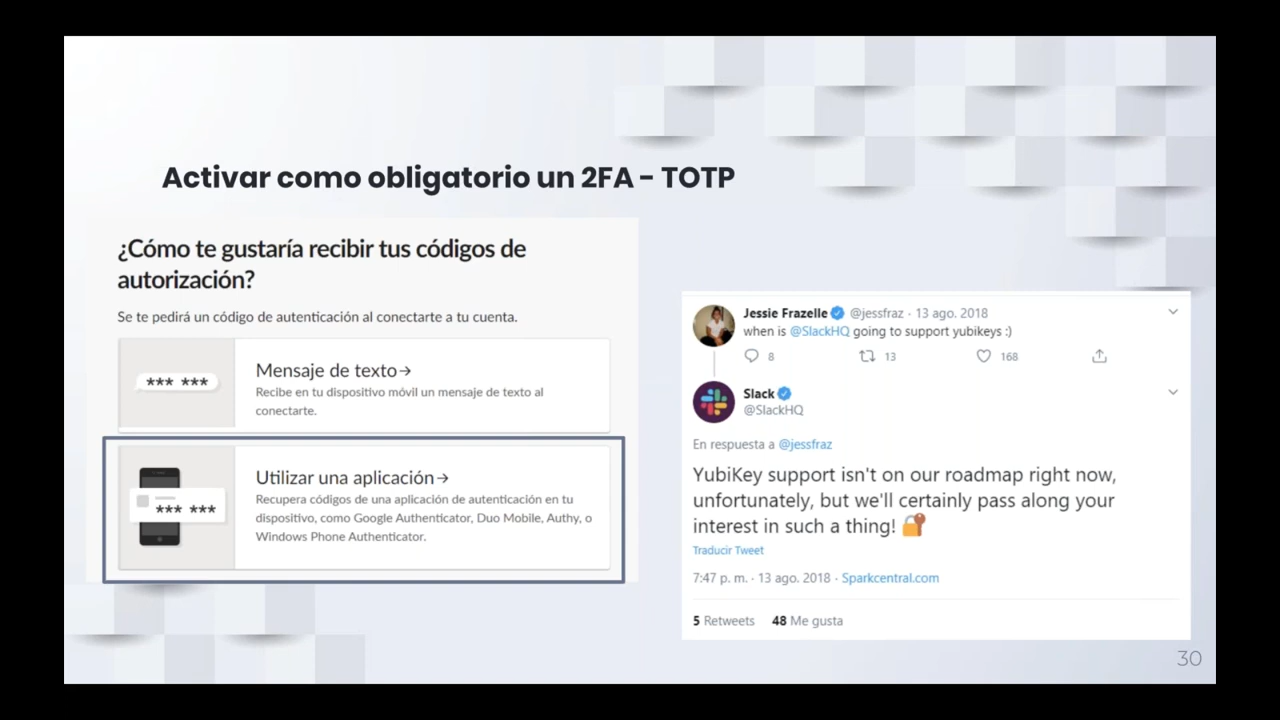 Activar como obligatorio un 2FA - TOTP
¿Cómo te gustaría recibir tus códigos de
autorización?
Se te pedirá un código de autenticación al conectarte a tu cuenta.
*** ***
Mensaje de texto→
Recibe en tu dispositivo móvil un mensaje de texto al
conectarte.
*** ***
Utilizar una aplicación→
Recupera códigos de una aplicación de autenticación en tu
dispositivo, como Google Authenticator, Duo Mobile, Authy, o
Windows Phone Authenticator.
Jessie Frazelle @jessfraz · 13 ago. 2018
when is @SlackHQ going to support yubikeys :)
8 13 168
Slack
@SlackHQ
En respuesta a @jessfraz
YubiKey support isn't on our roadmap right now,
unfortunately, but we'll certainly pass along your
interest in such a thing! 🔐
Traducir Tweet
7:47 p. m. · 13 ago. 2018 · Sparkcentral.com
5 Retweets 48 Me gusta
30